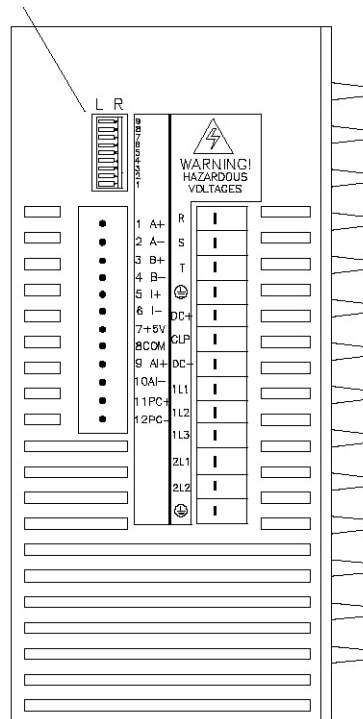 L R
9
8
7
6
5
4
3
2
1
WARNING!
HAZARDOUS
VOLTAGES
1 A+
2 A-
3 B+
4 B-
5 I+
6 I-
7+5V
8COM
9 AI+
10AI-
11PC+
12PC-
R
S
T
DC+
CLP
DC-
1L1
1L2
1L3
2L1
2L2